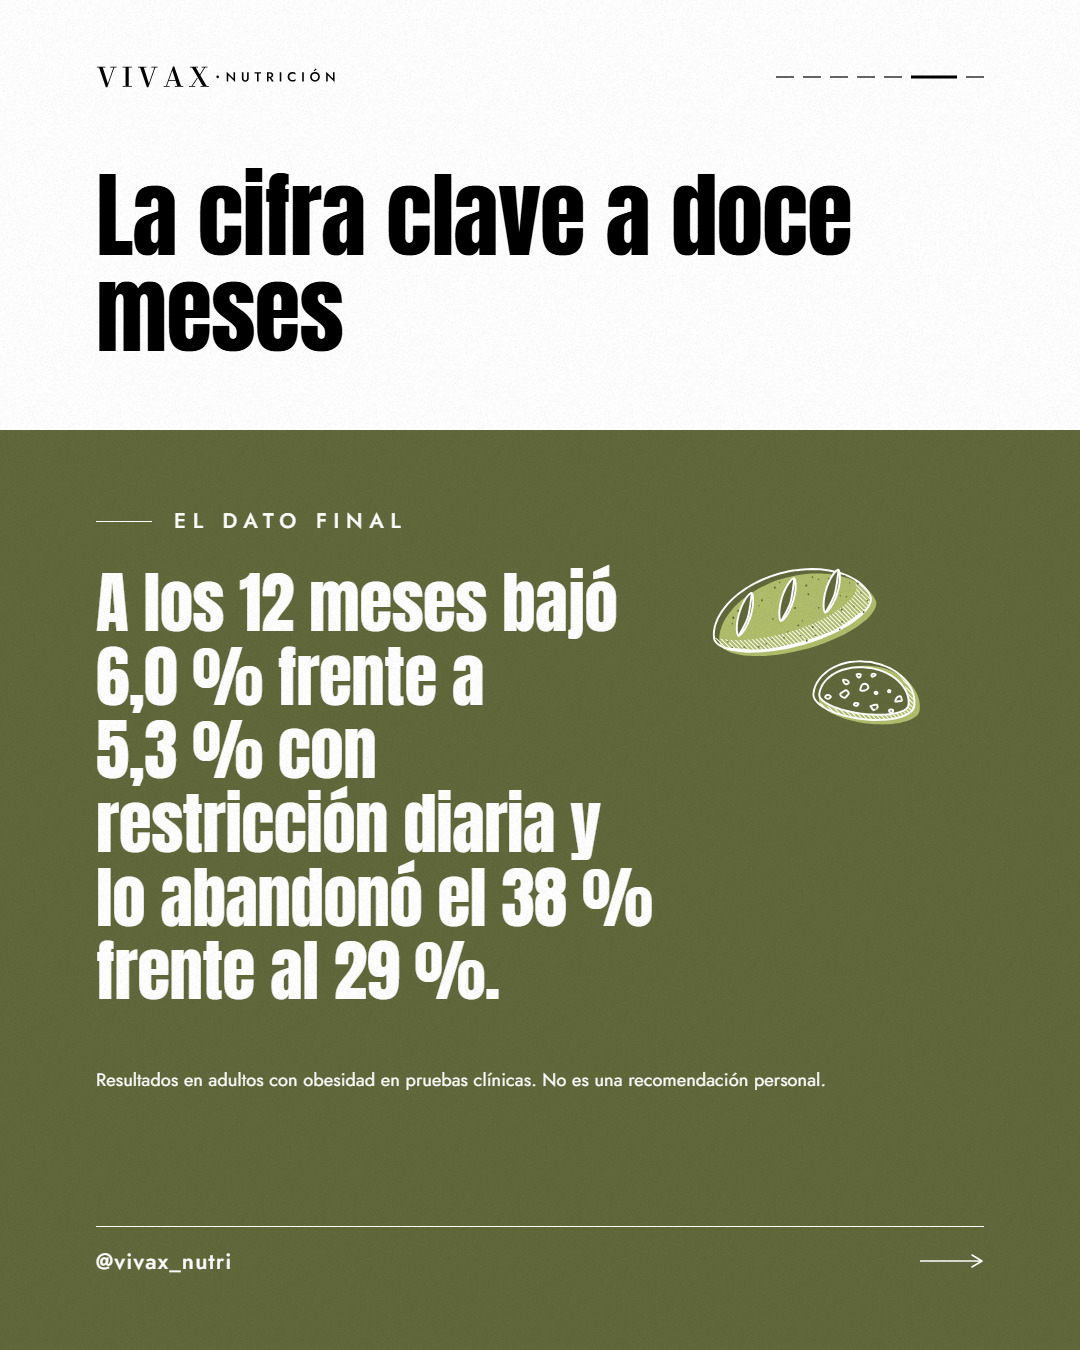 VIVAX·NUTRICIÓN
La cifra clave a doce
meses
EL DATO FINAL
A los 12 meses bajó
6,0 % frente a
5,3 % con
restricción diaria y
lo abandonó el 38 %
frente al 29 %.
Resultados en adultos con obesidad en pruebas clínicas. No es una recomendación personal.
@vivax_nutri